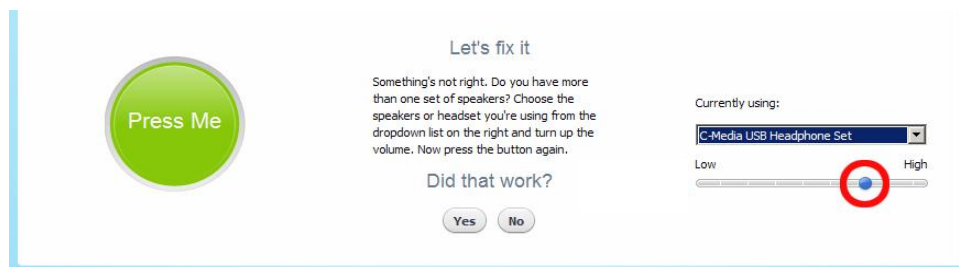 Press Me
Let's fix it
Something's not right. Do you have more
than one set of speakers? Choose the
speakers or headset you're using from the
dropdown list on the right and turn up the
volume. Now press the button again.
Did that work?
Yes No
Currently using:
C-Media USB Headphone Set
Low High